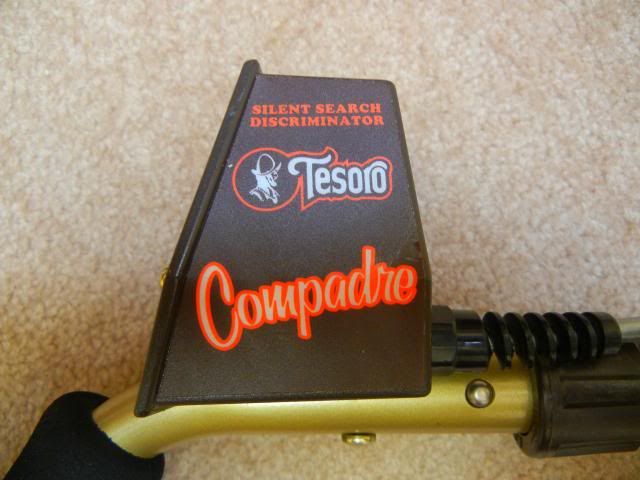 SILENT SEARCH
DISCRIMINATOR
Tesoro
Compadre